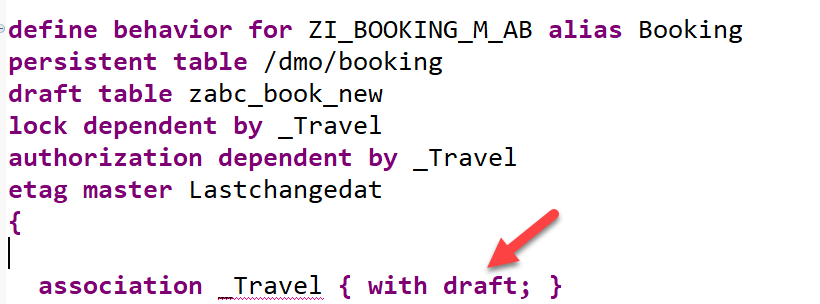 define behavior for ZI_BOOKING_M_AB alias Booking
persistent table /dmo/booking
draft table zabc_book_new
lock dependent by _Travel
authorization dependent by _Travel
etag master Lastchangedat
{
association _Travel { with draft; }